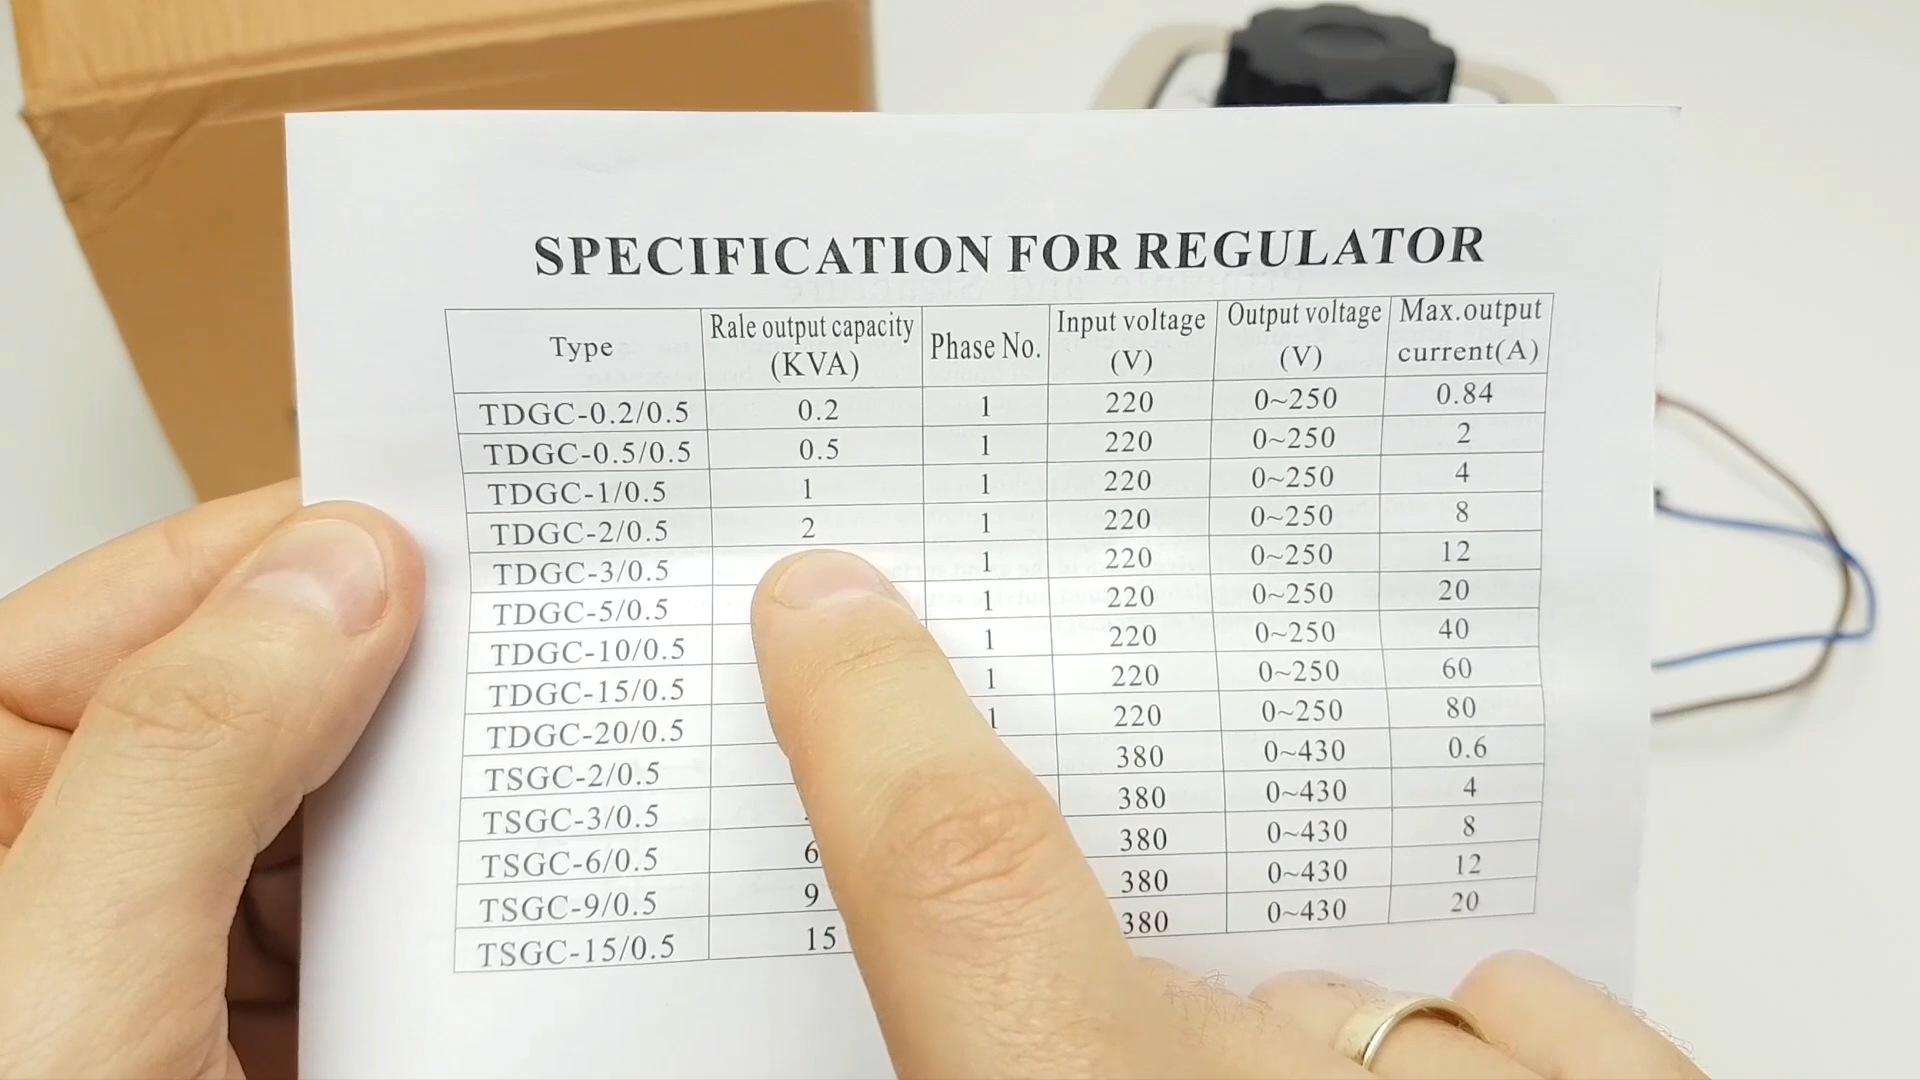 SPECIFICATION FOR REGULATOR
Type Rale output capacity (KVA) Phase No. Input voltage (V) Output voltage (V) Max.output current(A)
TDGC-0.2/0.5 0.2 1 220 0~250 0.84
TDGC-0.5/0.5 0.5 1 220 0~250 2
TDGC-1/0.5 1 1 220 0~250 4
TDGC-2/0.5 2 1 220 0~250 8
TDGC-3/0.5 1 220 0~250 12
TDGC-5/0.5 1 220 0~250 20
TDGC-10/0.5 1 220 0~250 40
TDGC-15/0.5 1 220 0~250 60
TDGC-20/0.5 1 220 0~250 80
TSGC-2/0.5 380 0~430 0.6
TSGC-3/0.5 380 0~430 4
TSGC-6/0.5 6 380 0~430 8
TSGC-9/0.5 9 380 0~430 12
TSGC-15/0.5 15 380 0~430 20